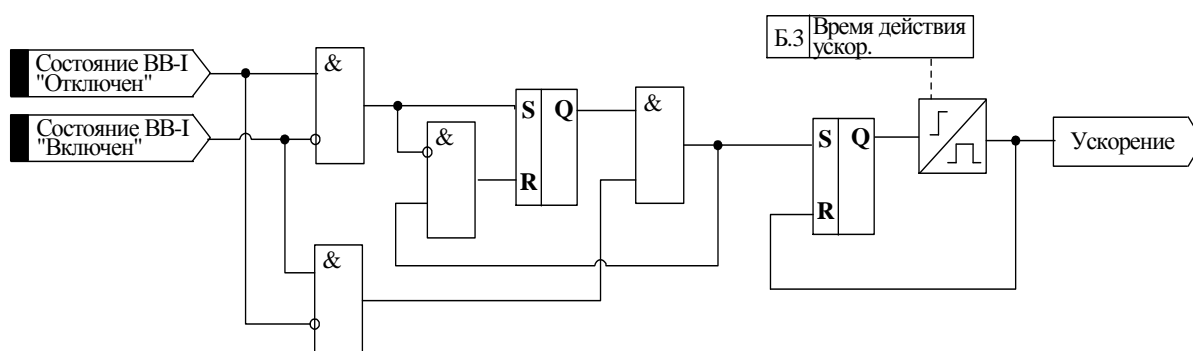 Б.3 Время действия
ускор.
Состояние ВВ-I
"Отключен"
&
Состояние ВВ-I
"Включен"
&
S Q
R
&
S Q
R
Ускорение
&